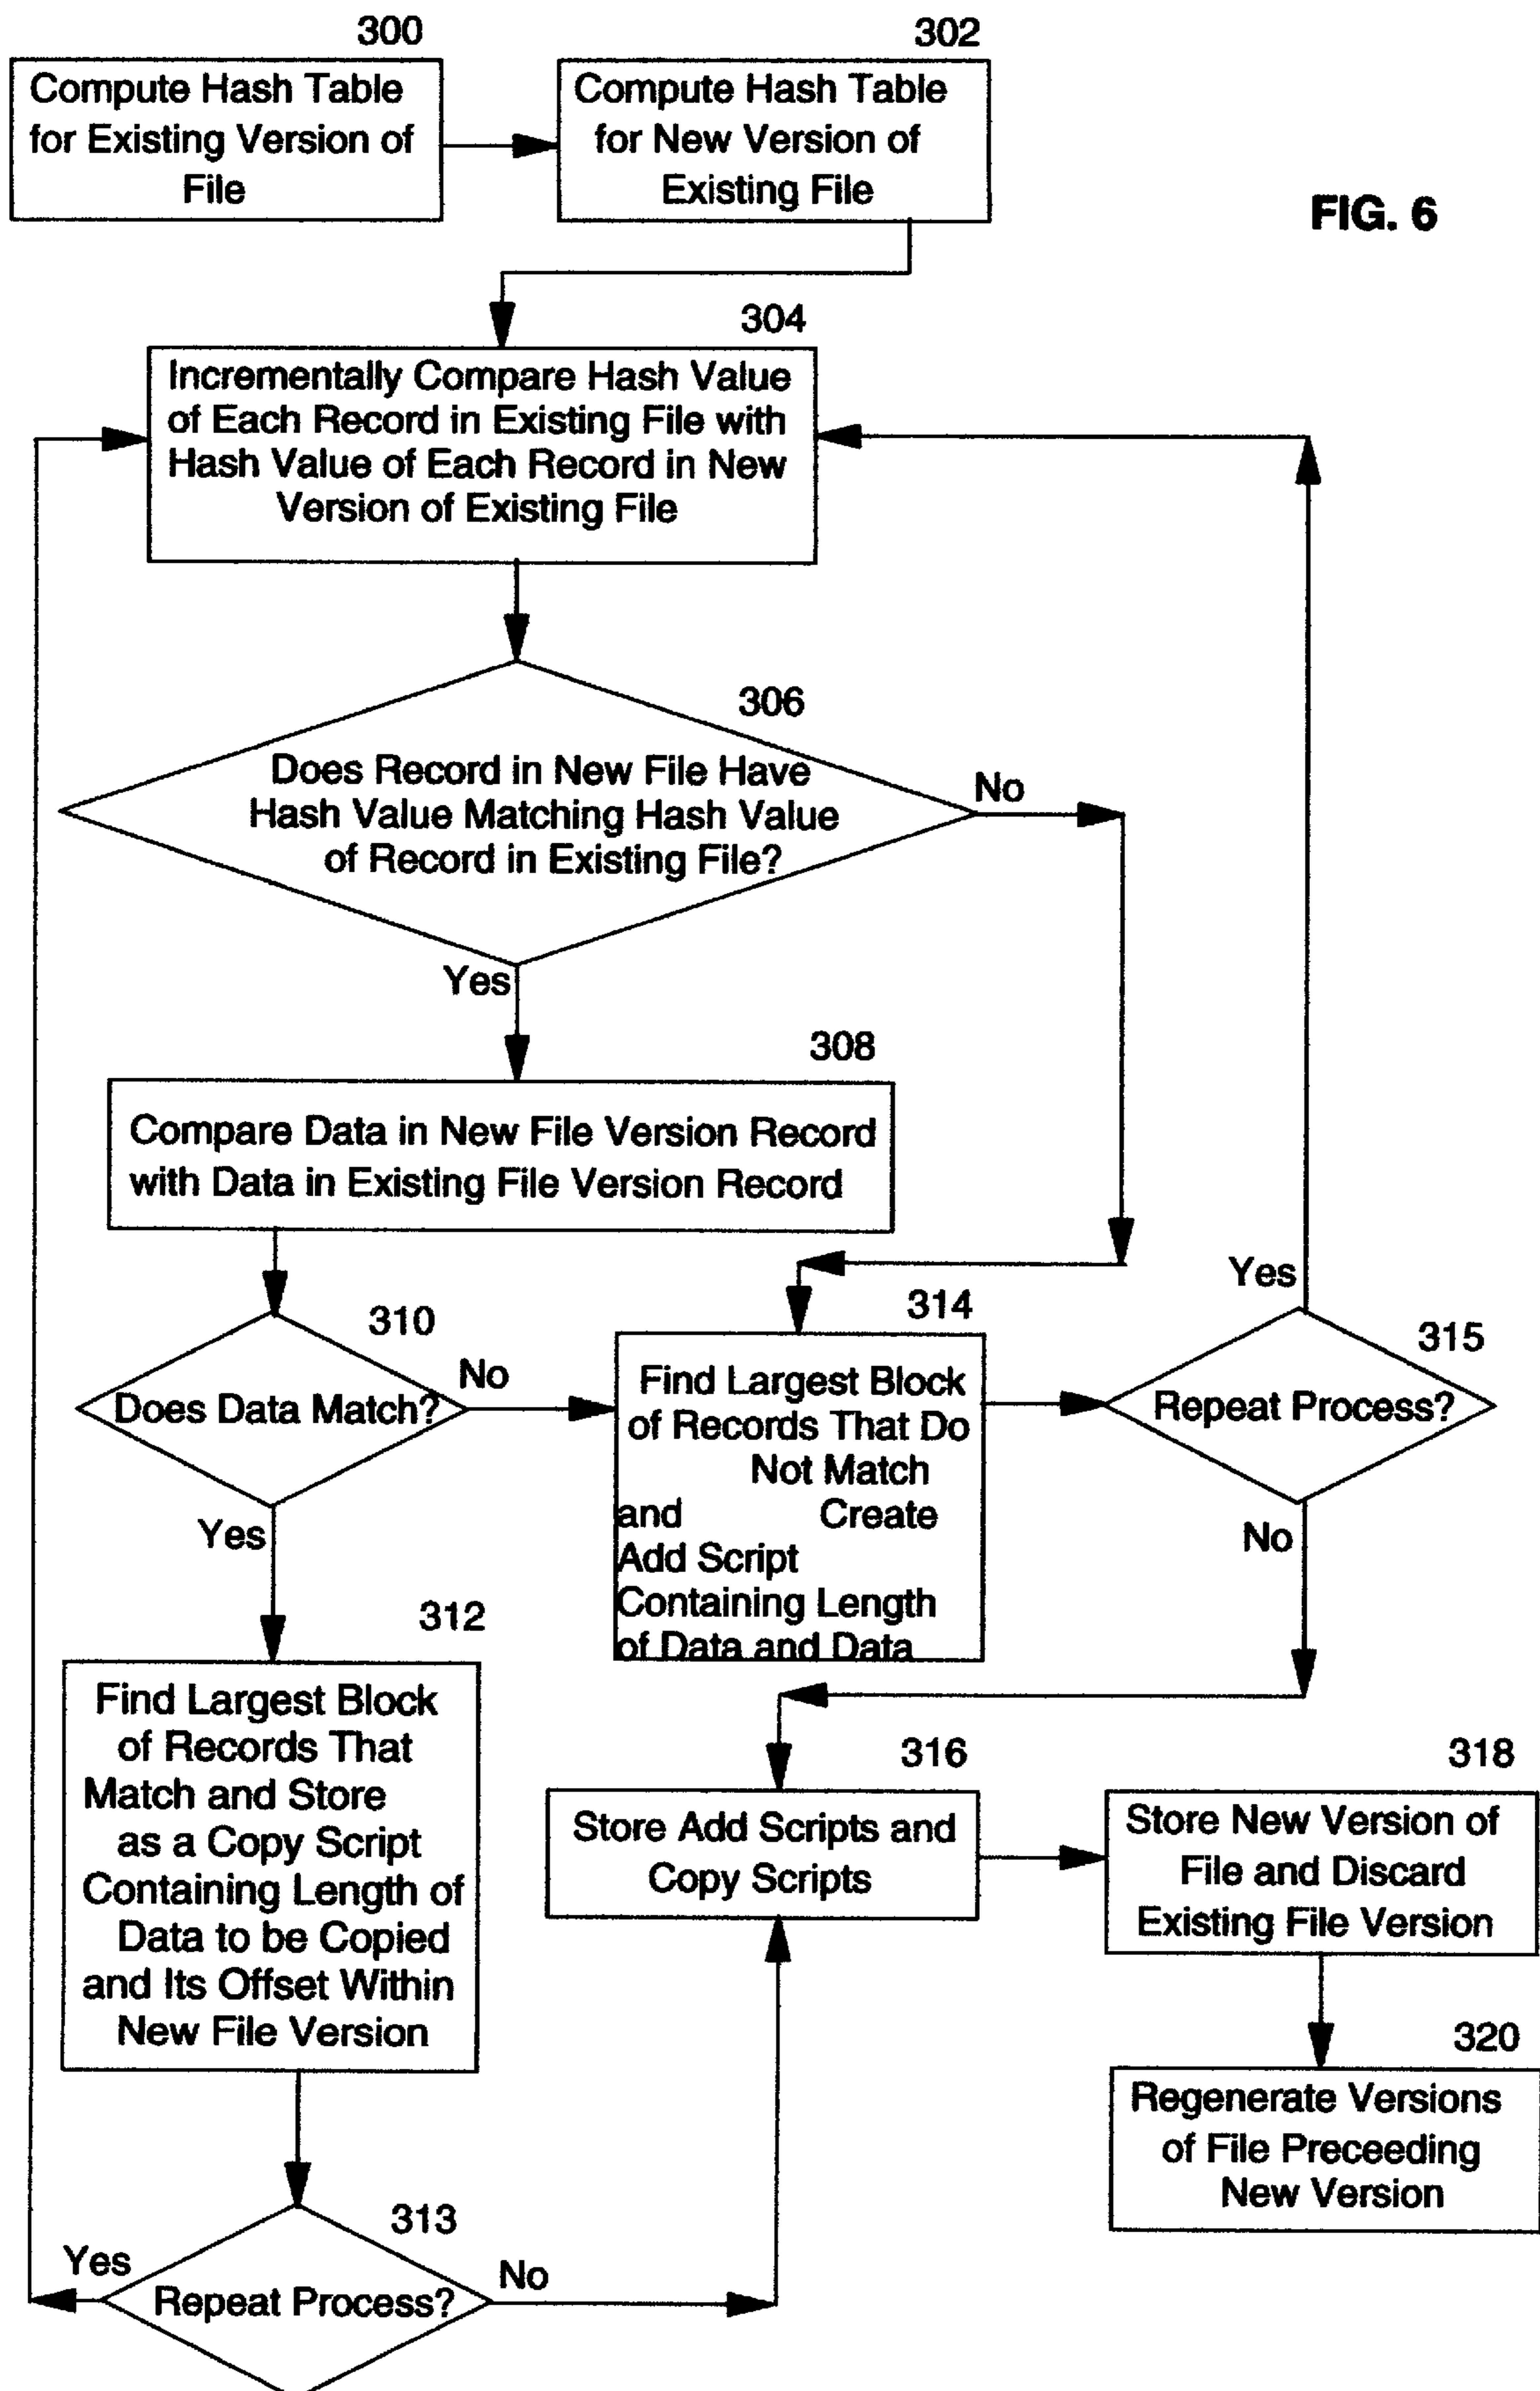 300
Compute Hash Table
for Existing Version of
File
302
Compute Hash Table
for New Version of
Existing File
FIG. 6
304
Incrementally Compare Hash Value
of Each Record in Existing File with
Hash Value of Each Record in New
Version of Existing File
306
Does Record in New File Have
Hash Value Matching Hash Value
of Record in Existing File?
No
Yes
308
Compare Data in New File Version Record
with Data in Existing File Version Record
310
Does Data Match?
No
Yes
314
Find Largest Block
of Records That Do
Not Match
and Create
Add Script
Containing Length
of Data and Data
Yes
315
Repeat Process?
No
312
Find Largest Block
of Records That
Match and Store
as a Copy Script
Containing Length of
Data to be Copied
and Its Offset Within
New File Version
316
Store Add Scripts and
Copy Scripts
318
Store New Version of
File and Discard
Existing File Version
320
Regenerate Versions
of File Preceeding
New Version
313
Yes
Repeat Process?
No